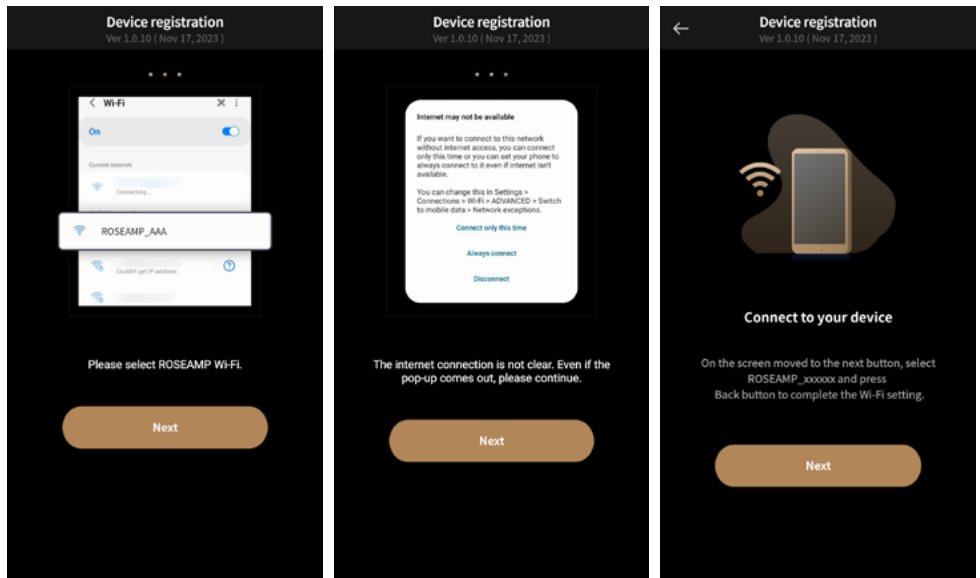 Device registration
Ver 1.0.10 ( Nov 17, 2023 )
Wi-Fi
On
Current network
Connecting...
ROSEAMP_AAA
Couldn't get IP address
Please select ROSEAMP Wi-Fi.
Next
Device registration
Ver 1.0.10 ( Nov 17, 2023 )
Internet may not be available
If you want to connect to this network
without internet access, you can connect
only this time or you can set your phone to
always connect to it even if internet isn't
available.
You can change this in Settings >
Connections > Wi-Fi > ADVANCED > Switch
to mobile data > Network exceptions.
Connect only this time
Always connect
Disconnect
The internet connection is not clear. Even if the
pop-up comes out, please continue.
Next
Device registration
Ver 1.0.10 ( Nov 17, 2023 )
Connect to your device
On the screen moved to the next button, select
ROSEAMP_xxxxxx and press
Back button to complete the Wi-Fi setting.
Next